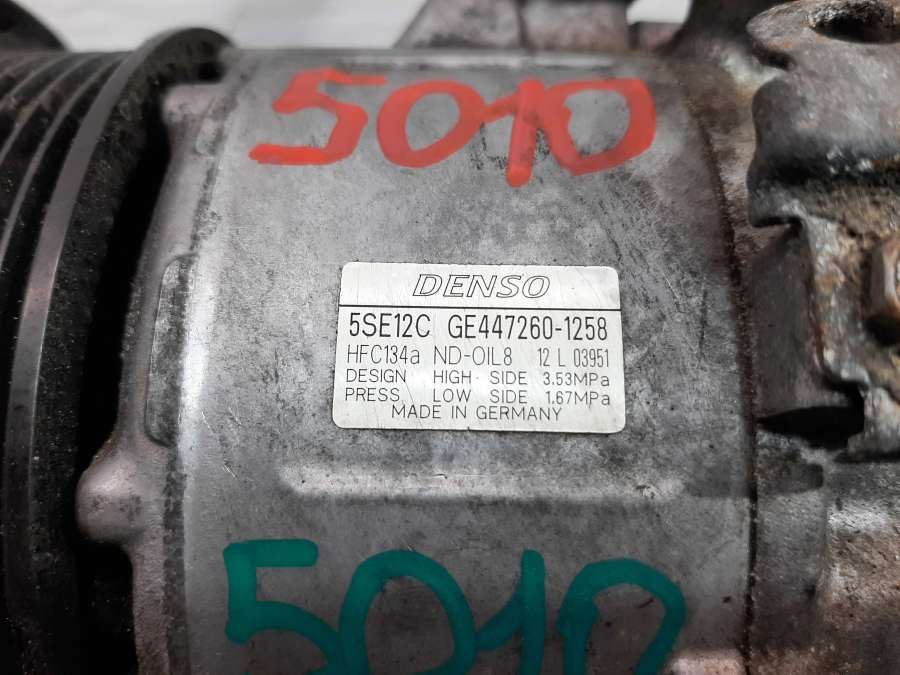 5010
DENSO
5SE12C GE447260-1258
HFC134a ND-OIL8 12 L 03951
DESIGN HIGH SIDE 3.53MPa
PRESS LOW SIDE 1.67MPa
MADE IN GERMANY
5010